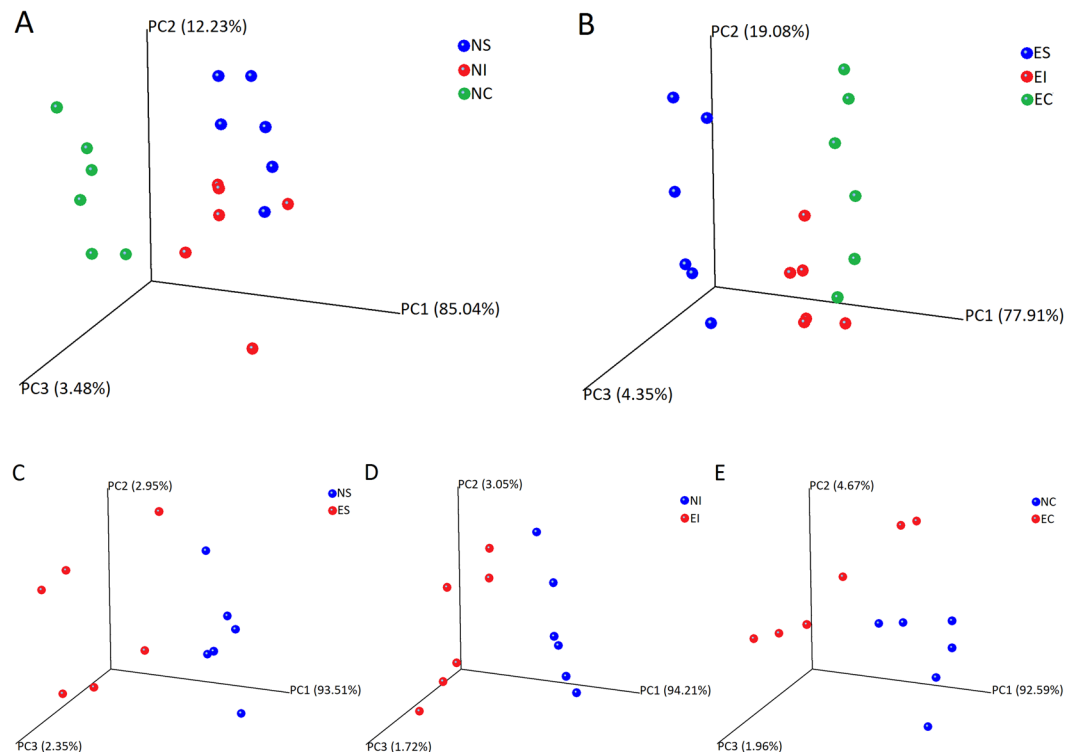 A
PC2 (12.23%)
NS
NI
NC
PC1 (85.04%)
PC3 (3.48%)
B
PC2 (19.08%)
ES
EI
EC
PC1 (77.91%)
PC3 (4.35%)
C
PC2 (2.95%)
NS
ES
PC1 (93.51%)
PC3 (2.35%)
D
PC2 (3.05%)
NI
EI
PC1 (94.21%)
PC3 (1.72%)
E
PC2 (4.67%)
NC
EC
PC1 (92.59%)
PC3 (1.96%)